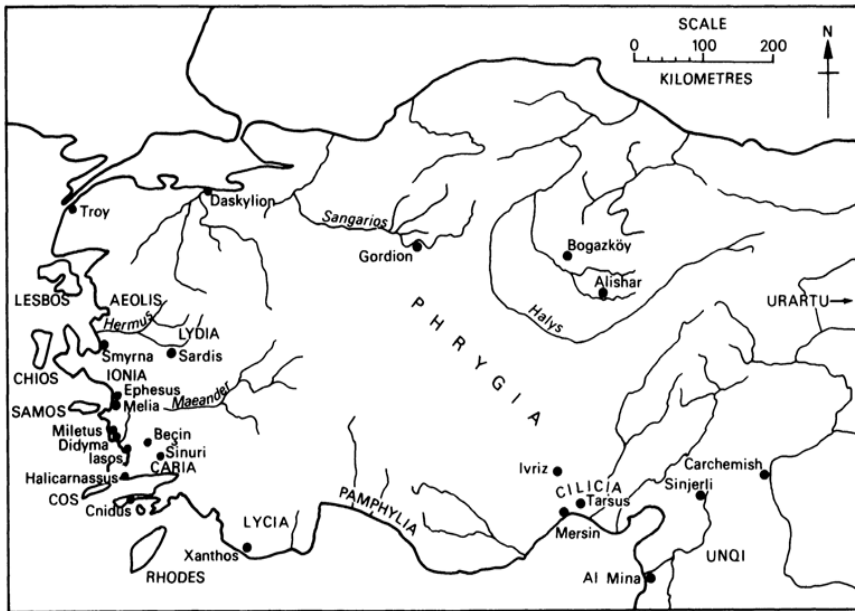 SCALE
N
0 100 200
KILOMETRES
Troy
Daskylion
Sangarios
Gordion
Bogazköy
Alishar
Halys
URARTU
LESBOS
AEOLIS
Hermus
LYDIA
Smyrna
Sardis
CHIOS
IONIA
Ephesus
SAMOS
Melia
Maeander
PHRYGIA
Miletus
Didyma
Iasos
Beçin
Sinuri
CARIA
Halicarnassus
COS
Cnidus
LYCIA
PAMPHYLIA
Xanthos
RHODES
Ivriz
CILICIA
Tarsus
Mersin
Carchemish
Sinjerli
UNQI
Al Mina